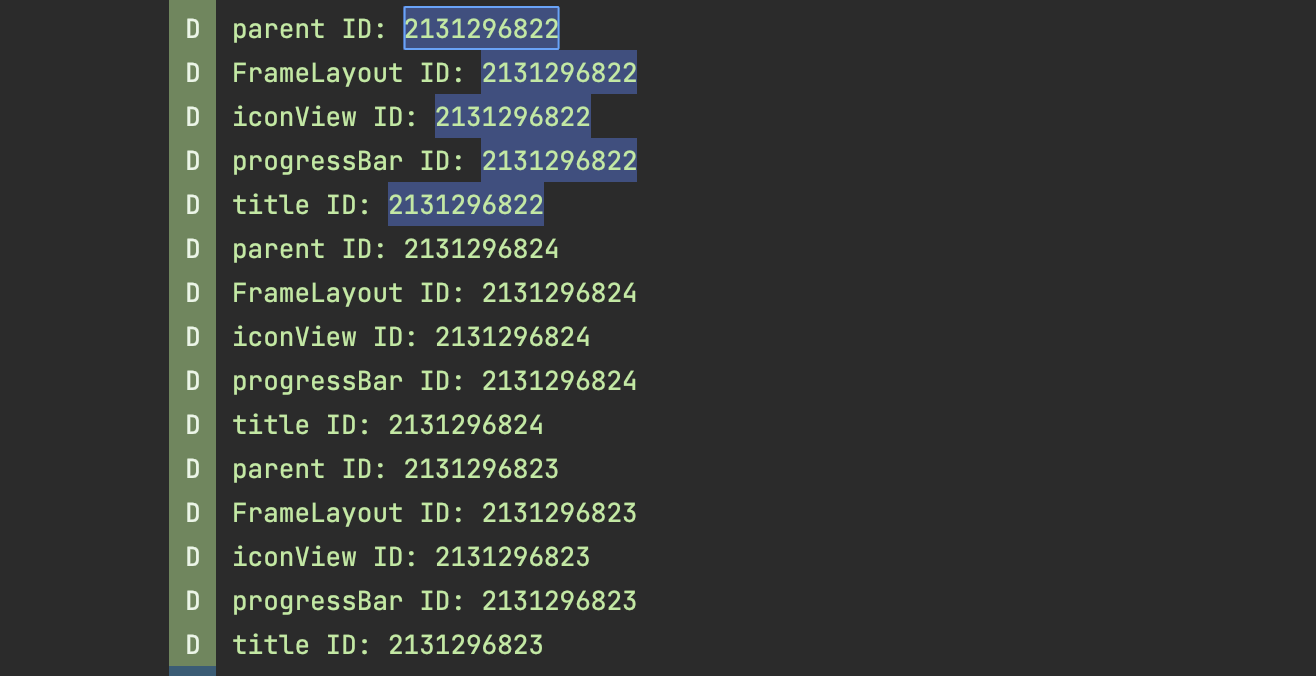 D parent ID: 2131296822
D FrameLayout ID: 2131296822
D iconView ID: 2131296822
D progressBar ID: 2131296822
D title ID: 2131296822
D parent ID: 2131296824
D FrameLayout ID: 2131296824
D iconView ID: 2131296824
D progressBar ID: 2131296824
D title ID: 2131296824
D parent ID: 2131296823
D FrameLayout ID: 2131296823
D iconView ID: 2131296823
D progressBar ID: 2131296823
D title ID: 2131296823